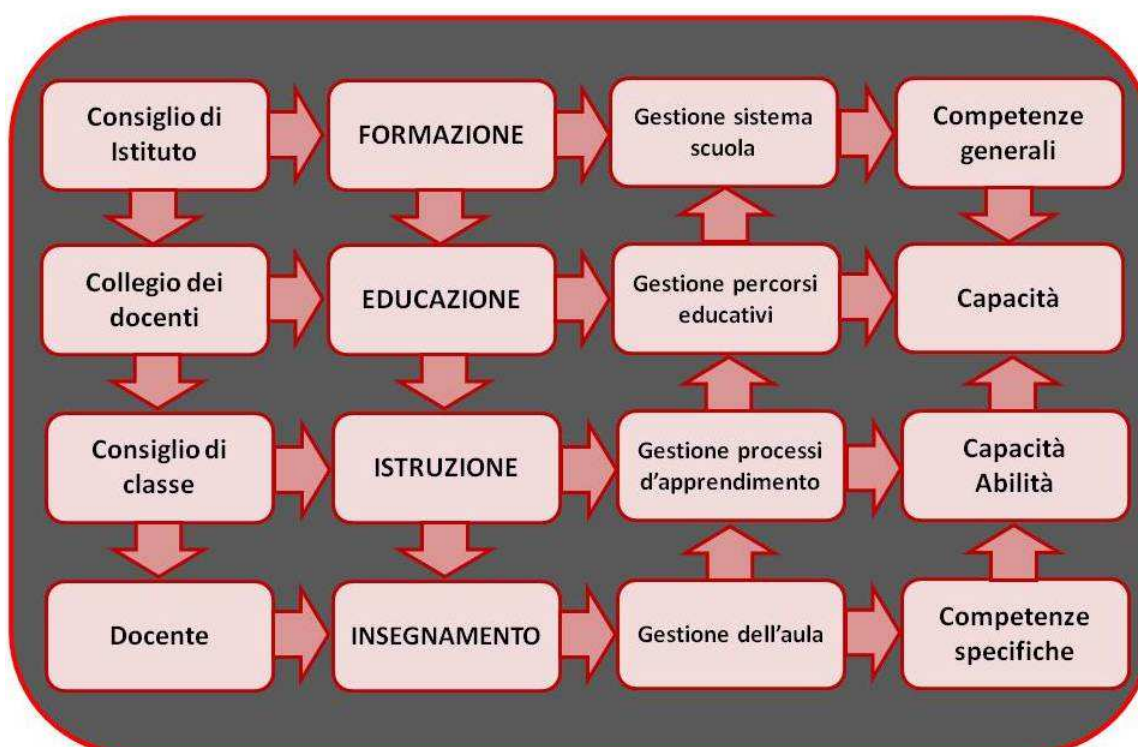 Consiglio di
Istituto
FORMAZIONE
Gestione sistema
scuola
Competenze
generali
Collegio dei
docenti
EDUCAZIONE
Gestione percorsi
educativi
Capacità
Consiglio di
classe
ISTRUZIONE
Gestione processi
d'apprendimento
Capacità
Abilità
Docente
INSEGNAMENTO
Gestione dell'aula
Competenze
specifiche